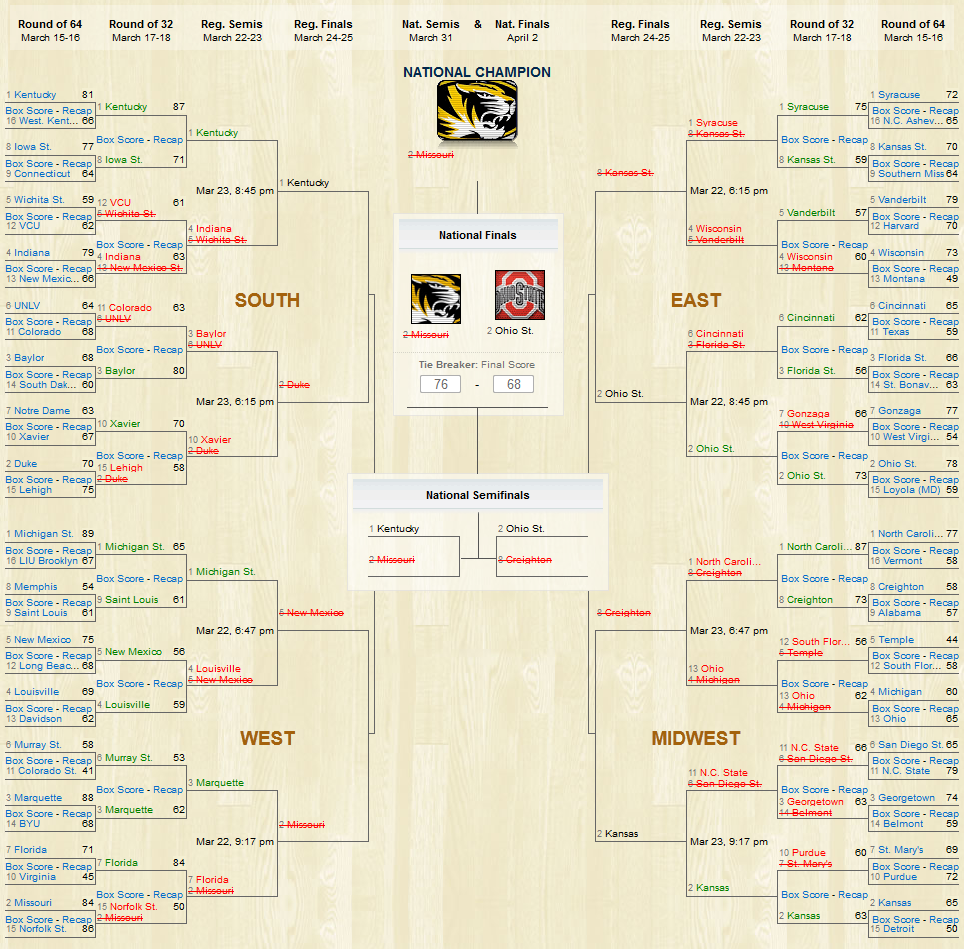 Round of 64 Round of 32 Reg. Semis Reg. Finals Nat. Semis & Nat. Finals Reg. Finals Reg. Semis Round of 32 Round of 64
March 15-16 March 17-18 March 22-23 March 24-25 March 31 April 2 March 24-25 March 22-23 March 17-18 March 15-16
NATIONAL CHAMPION
2 Missouri
National Finals
2 Missouri 2 Ohio St.
Tie Breaker: Final Score
76 - 68
National Semifinals
1 Kentucky 2 Ohio St.
2 Missouri 8 Creighton
SOUTH
1 Kentucky 81
Box Score - Recap
16 West. Kent... 66
8 Iowa St. 77
Box Score - Recap
9 Connecticut 64
5 Wichita St. 59
Box Score - Recap
12 VCU 62
4 Indiana 79
Box Score - Recap
13 New Mexic... 66
6 UNLV 64
Box Score - Recap
11 Colorado 68
3 Baylor 68
Box Score - Recap
14 South Dak... 60
7 Notre Dame 63
Box Score - Recap
10 Xavier 67
2 Duke 70
Box Score - Recap
15 Lehigh 75
1 Kentucky 87
Box Score - Recap
8 Iowa St. 71
12 VCU 61
5 Wichita St.
Box Score - Recap
4 Indiana 63
13 New Mexico St.
11 Colorado 63
6 UNLV
Box Score - Recap
3 Baylor 80
10 Xavier 70
Box Score - Recap
15 Lehigh 58
2 Duke
1 Kentucky
Mar 23, 8:45 pm
4 Indiana
5 Wichita St.
3 Baylor
6 UNLV
Mar 23, 6:15 pm
10 Xavier
2 Duke
1 Kentucky
2 Duke
WEST
1 Michigan St. 89
Box Score - Recap
16 LIU Brooklyn 67
8 Memphis 54
Box Score - Recap
9 Saint Louis 61
5 New Mexico 75
Box Score - Recap
12 Long Beac... 68
4 Louisville 69
Box Score - Recap
13 Davidson 62
6 Murray St. 58
Box Score - Recap
11 Colorado St. 41
3 Marquette 88
Box Score - Recap
14 BYU 68
7 Florida 71
Box Score - Recap
10 Virginia 45
2 Missouri 84
Box Score - Recap
15 Norfolk St. 86
1 Michigan St. 65
Box Score - Recap
9 Saint Louis 61
5 New Mexico 56
Box Score - Recap
4 Louisville 59
6 Murray St. 53
Box Score - Recap
3 Marquette 62
7 Florida 84
Box Score - Recap
15 Norfolk St. 50
2 Missouri
1 Michigan St.
Mar 22, 6:47 pm
4 Louisville
5 New Mexico
3 Marquette
Mar 22, 9:17 pm
7 Florida
2 Missouri
5 New Mexico
2 Missouri
EAST
8 Kansas St.
2 Ohio St.
1 Syracuse
8 Kansas St.
Mar 22, 6:15 pm
4 Wisconsin
5 Vanderbilt
6 Cincinnati
3 Florida St.
Mar 22, 8:45 pm
2 Ohio St.
1 Syracuse 75
Box Score - Recap
8 Kansas St. 59
5 Vanderbilt 57
Box Score - Recap
4 Wisconsin 60
13 Montana
6 Cincinnati 62
Box Score - Recap
3 Florida St. 56
7 Gonzaga 66
10 West Virginia
Box Score - Recap
2 Ohio St. 73
1 Syracuse 72
Box Score - Recap
16 N.C. Ashev... 65
8 Kansas St. 70
Box Score - Recap
9 Southern Miss 64
5 Vanderbilt 79
Box Score - Recap
12 Harvard 70
4 Wisconsin 73
Box Score - Recap
13 Montana 49
6 Cincinnati 65
Box Score - Recap
11 Texas 59
3 Florida St. 66
Box Score - Recap
14 St. Bonav... 63
7 Gonzaga 77
Box Score - Recap
10 West Virgi... 54
2 Ohio St. 78
Box Score - Recap
15 Loyola (MD) 59
MIDWEST
8 Creighton
2 Kansas
1 North Caroli...
8 Creighton
Mar 23, 6:47 pm
13 Ohio
4 Michigan
11 N.C. State
6 San Diego St.
Mar 23, 9:17 pm
2 Kansas
1 North Caroli... 87
Box Score - Recap
8 Creighton 73
12 South Flor... 56
5 Temple
Box Score - Recap
13 Ohio 62
4 Michigan
11 N.C. State 66
6 San Diego St.
Box Score - Recap
3 Georgetown 63
14 Belmont
10 Purdue 60
7 St. Mary's
Box Score - Recap
2 Kansas 63
1 North Caroli... 77
Box Score - Recap
16 Vermont 58
8 Creighton 58
Box Score - Recap
9 Alabama 57
5 Temple 44
Box Score - Recap
12 South Flor... 58
4 Michigan 60
Box Score - Recap
13 Ohio 65
6 San Diego St. 65
Box Score - Recap
11 N.C. State 79
3 Georgetown 74
Box Score - Recap
14 Belmont 59
7 St. Mary's 69
Box Score - Recap
10 Purdue 72
2 Kansas 65
Box Score - Recap
15 Detroit 50